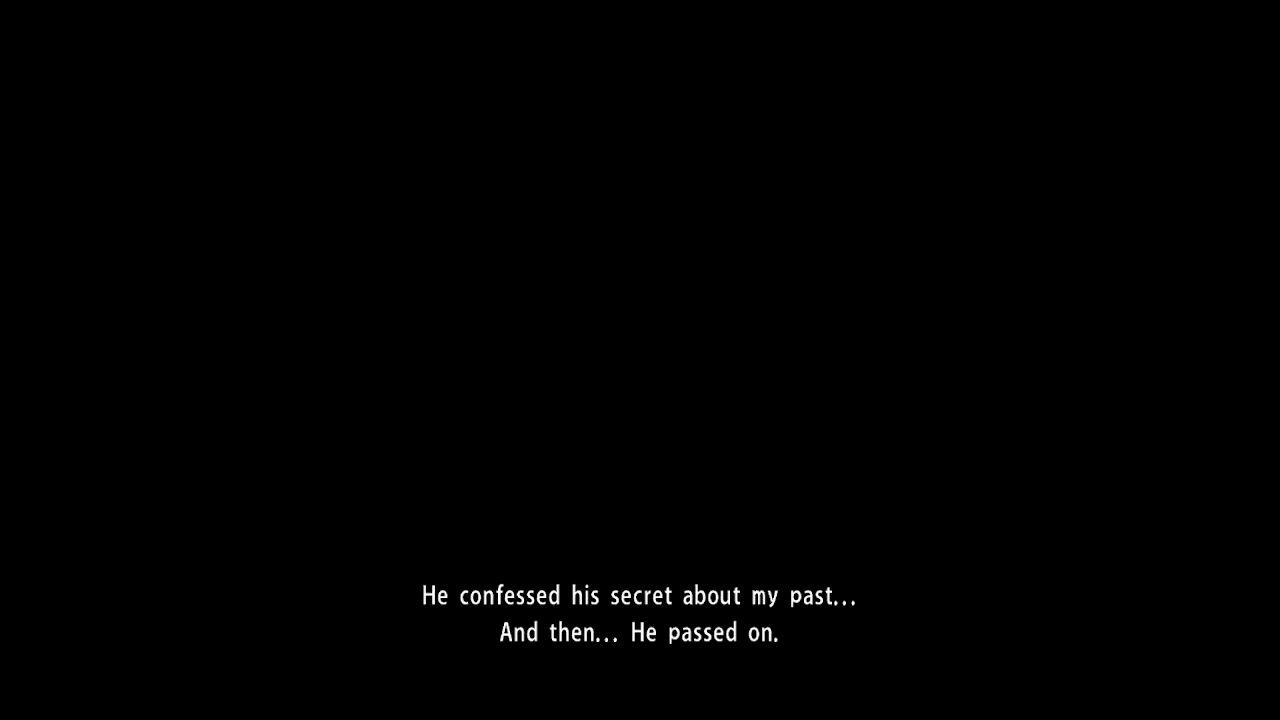 He confessed his secret about my past...
And then... He passed on.